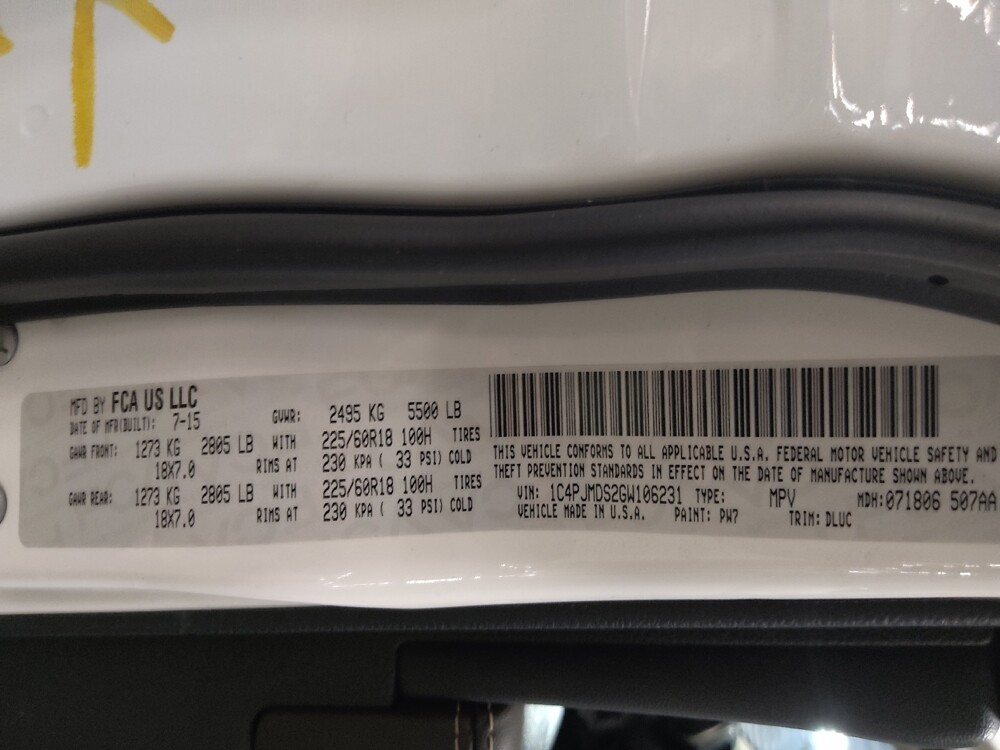 MFD BY FCA US LLC
DATE OF MFR(BUILT): 7-15
GVWR: 2495 KG 5500 LB
GAWR FRONT: 1273 KG 2805 LB WITH 225/60R18 100H TIRES
18X7.0 RIMS AT 230 KPA ( 33 PSI) COLD
GAWR REAR: 1273 KG 2805 LB WITH 225/60R18 100H TIRES
18X7.0 RIMS AT 230 KPA ( 33 PSI) COLD
THIS VEHICLE CONFORMS TO ALL APPLICABLE U.S.A. FEDERAL MOTOR VEHICLE SAFETY AND
THEFT PREVENTION STANDARDS IN EFFECT ON THE DATE OF MANUFACTURE SHOWN ABOVE.
VIN: 1C4PJMDS2GW106231 TYPE: MPV MDH:071806 507AA
VEHICLE MADE IN U.S.A. PAINT: PW7 TRIM: DLUC